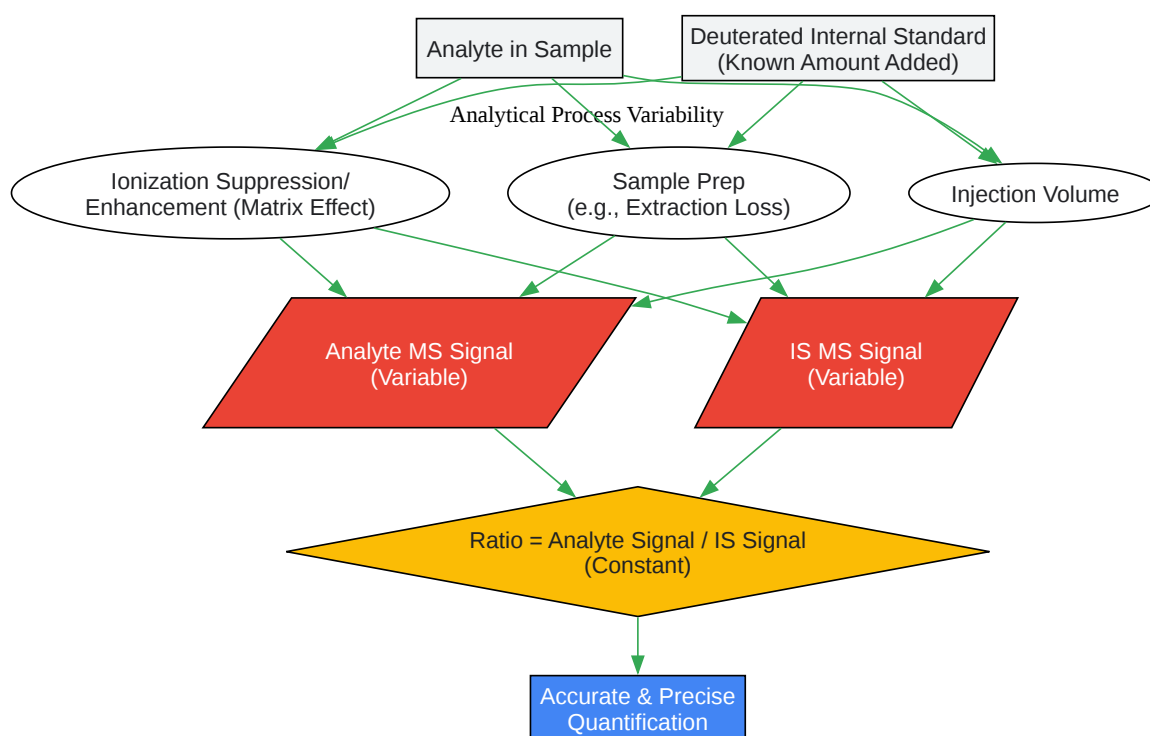 Analyte in Sample
Deuterated Internal Standard
(Known Amount Added)
Analytical Process Variability
Ionization Suppression/
Enhancement (Matrix Effect)
Sample Prep
(e.g., Extraction Loss)
Injection Volume
Analyte MS Signal
(Variable)
IS MS Signal
(Variable)
Ratio = Analyte Signal / IS Signal
(Constant)
Accurate & Precise
Quantification